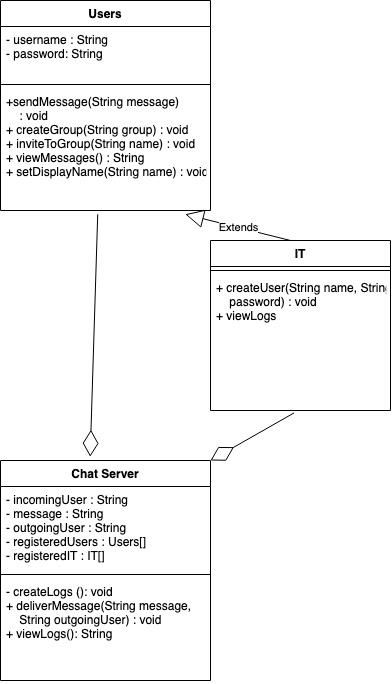 Users
- username : String
- password: String
+sendMessage(String message)
: void
+ createGroup(String group) : void
+ inviteToGroup(String name) : void
+ viewMessages() : String
+ setDisplayName(String name) : voic
Extends
IT
+ createUser(String name, String
password) : void
+ viewLogs
Chat Server
- incomingUser : String
- message : String
- outgoingUser : String
- registeredUsers : Users[]
- registeredIT : IT[]
- createLogs (): void
+ deliverMessage(String message,
String outgoingUser) : void
+ viewLogs(): String